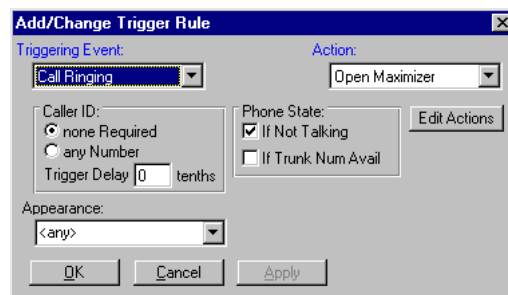 Add/Change Trigger Rule
Triggering Event:
Action:
Call Ringing
Open Maximizer
Caller ID:
none Required
any Number
Trigger Delay 0 tenths
Phone State:
If Not Talking
If Trunk Num Avail
Edit Actions
Appearance:
<any>
OK
Cancel
Apply